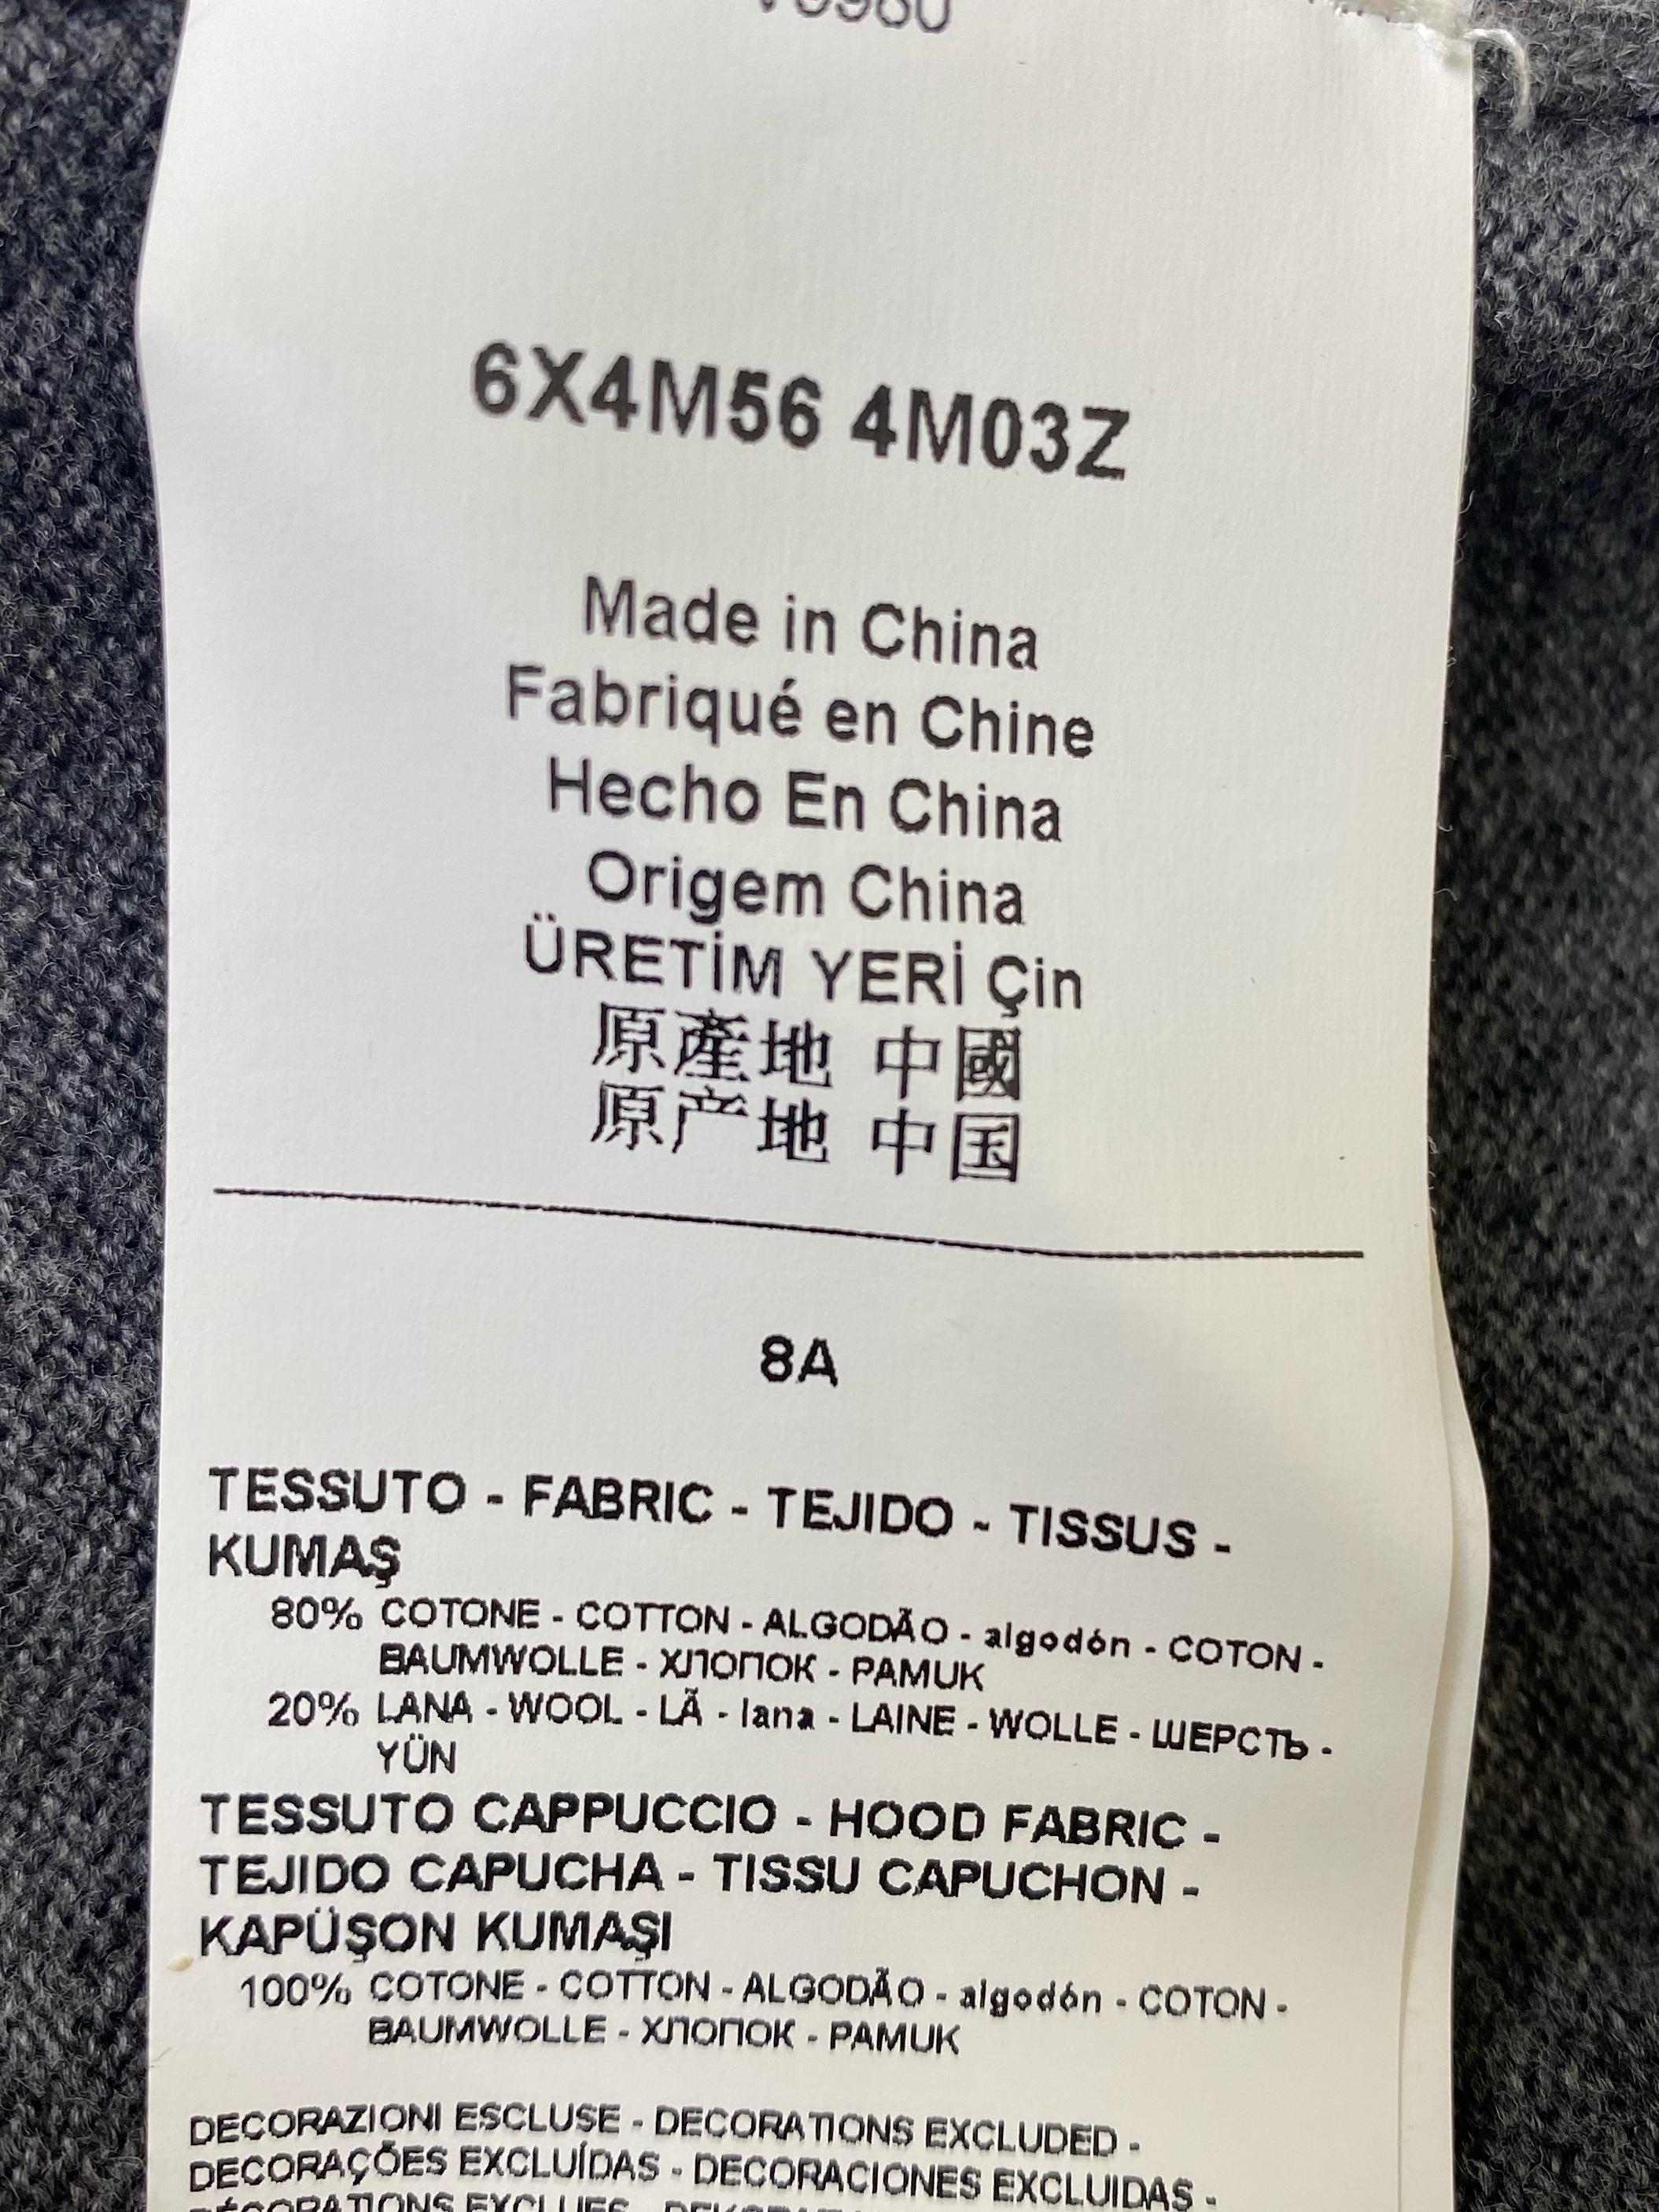 6X4M56 4M03Z
Made in China
Fabriqué en Chine
Hecho En China
Origem China
ÜRETİM YERİ Çin
原產地 中國
原产地 中国
8A
TESSUTO - FABRIC - TEJIDO - TISSUS -
KUMAŞ
80% COTONE - COTTON - ALGODÃO - algodón - COTON -
BAUMWOLLE - ХЛОПОК - PAMUK
20% LANA - WOOL - LÃ - lana - LAINE - WOLLE - ШЕРСТЬ -
YÜN
TESSUTO CAPPUCCIO - HOOD FABRIC -
TEJIDO CAPUCHA - TISSU CAPUCHON -
KAPÜŞON KUMAŞI
100% COTONE - COTTON - ALGODÃO - algodón - COTON -
BAUMWOLLE - ХЛОПОК - PAMUK
DECORAZIONI ESCLUSE - DECORATIONS EXCLUDED -
DECORAÇÕES EXCLUÍDAS - DECORACIONES EXCLUIDAS -
DÉCORATIONS EXCLUES -